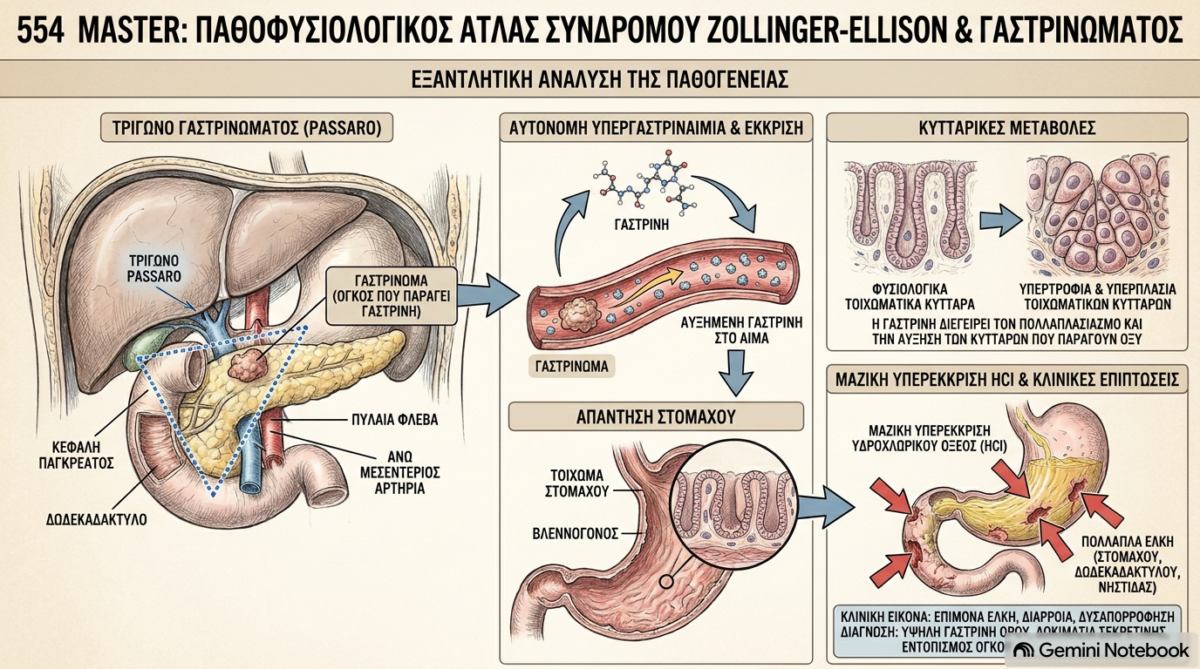 554 MASTER: ΠΑΘΟΦΥΣΙΟΛΟΓΙΚΟΣ ΑΤΛΑΣ ΣΥΝΔΡΟΜΟΥ ZOLLINGER-ELLISON & ΓΑΣΤΡΙΝΩΜΑΤΟΣ
ΕΞΑΝΤΛΗΤΙΚΗ ΑΝΑΛΥΣΗ ΤΗΣ ΠΑΘΟΓΕΝΕΙΑΣ
ΤΡΙΓΩΝΟ ΓΑΣΤΡΙΝΩΜΑΤΟΣ (PASSARO)
ΤΡΙΓΩΝΟ
PASSARO
ΓΑΣΤΡΙΝΩΜΑ
(ΟΓΚΟΣ ΠΟΥ ΠΑΡΑΓΕΙ
ΓΑΣΤΡΙΝΗ)
ΚΕΦΑΛΗ
ΠΑΓΚΡΕΑΤΟΣ
ΔΩΔΕΚΑΔΑΚΤΥΛΟ
ΠΥΛΑΙΑ ΦΛΕΒΑ
ΑΝΩ
ΜΕΣΕΝΤΕΡΙΟΣ
ΑΡΤΗΡΙΑ
ΑΥΤΟΝΟΜΗ ΥΠΕΡΓΑΣΤΡΙΝΑΙΜΙΑ & ΕΚΚΡΙΣΗ
ΓΑΣΤΡΙΝΗ
ΑΥΞΗΜΕΝΗ ΓΑΣΤΡΙΝΗ
ΣΤΟ ΑΙΜΑ
ΓΑΣΤΡΙΝΩΜΑ
ΑΠΑΝΤΗΣΗ ΣΤΟΜΑΧΟΥ
ΤΟΙΧΩΜΑ
ΣΤΟΜΑΧΟΥ
ΒΛΕΝΝΟΓΟΝΟΣ
ΚΥΤΤΑΡΙΚΕΣ ΜΕΤΑΒΟΛΕΣ
ΦΥΣΙΟΛΟΓΙΚΑ
ΤΟΙΧΩΜΑΤΙΚΑ ΚΥΤΤΑΡΑ
ΥΠΕΡΤΡΟΦΙΑ & ΥΠΕΡΠΛΑΣΙΑ
ΤΟΙΧΩΜΑΤΙΚΩΝ ΚΥΤΤΑΡΩΝ
Η ΓΑΣΤΡΙΝΗ ΔΙΕΓΕΙΡΕΙ ΤΟΝ ΠΟΛΛΑΠΛΑΣΙΑΣΜΟ ΚΑΙ
ΤΗΝ ΑΥΞΗΣΗ ΤΩΝ ΚΥΤΤΑΡΩΝ ΠΟΥ ΠΑΡΑΓΟΥΝ ΟΞΥ
ΜΑΖΙΚΗ ΥΠΕΡΕΚΚΡΙΣΗ HCI & ΚΛΙΝΙΚΕΣ ΕΠΙΠΤΩΣΕΙΣ
ΜΑΖΙΚΗ ΥΠΕΡΕΚΚΡΙΣΗ
ΥΔΡΟΧΛΩΡΙΚΟΥ ΟΞΕΟΣ (HCI)
ΠΟΛΛΑΠΛΑ ΕΛΚΗ
(ΣΤΟΜΑΧΟΥ,
ΔΩΔΕΚΑΔΑΚΤΥΛΟΥ,
ΝΗΣΤΙΔΑΣ)
ΚΛΙΝΙΚΗ ΕΙΚΟΝΑ: ΕΠΙΜΟΝΑ ΕΛΚΗ, ΔΙΑΡΡΟΙΑ, ΔΥΣΑΠΟΡΡΟΦΗΣΗ
ΔΙΑΓΝΩΣΗ: ΥΨΗΛΗ ΓΑΣΤΡΙΝΗ ΟΡΟΥ, ΔΟΚΙΜΑΣΙΑ ΣΕΚΡΕΤΙΝΗΣ,
ΕΝΤΟΠΙΣΜΟΣ
Gemini Notebook